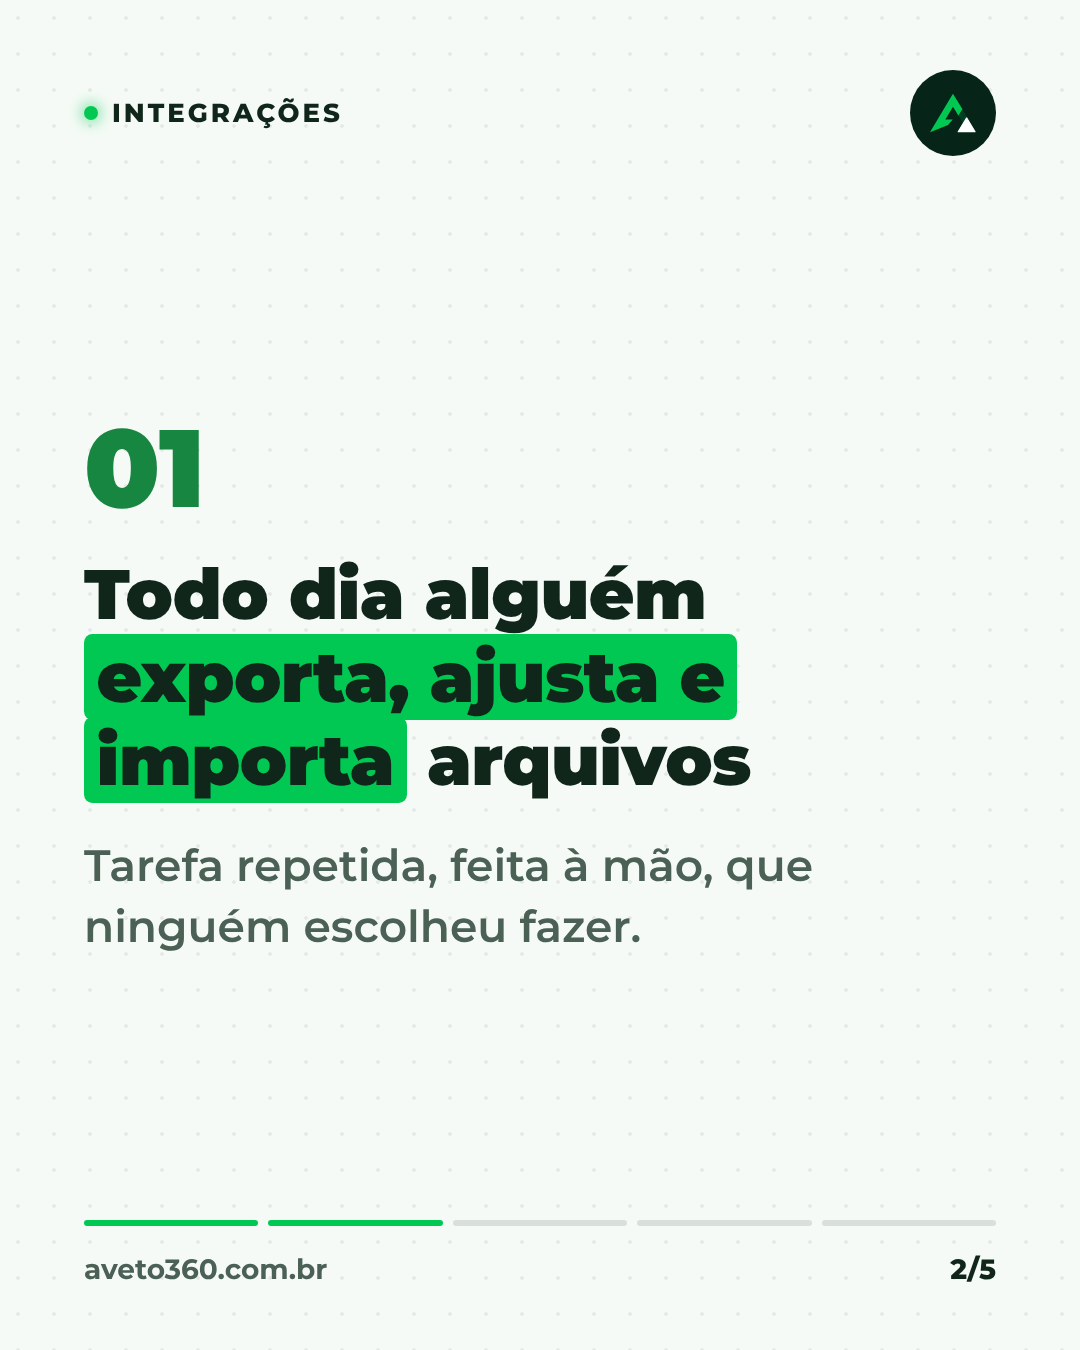 INTEGRAÇÕES
01
Todo dia alguém
exporta, ajusta e
importa arquivos
Tarefa repetida, feita à mão, que
ninguém escolheu fazer.
aveto360.com.br
2/5